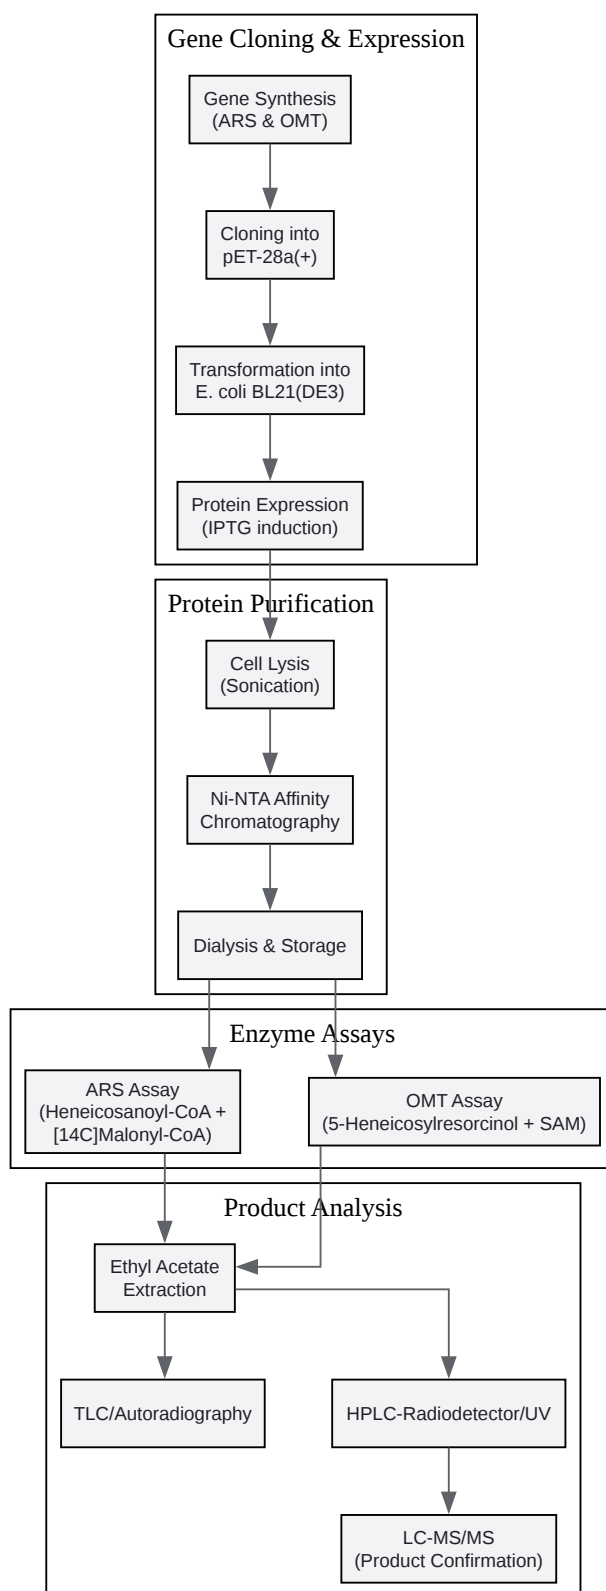 Gene Cloning & Expression
Gene Synthesis
(ARS & OMT)
Cloning into
pET-28a(+)
Transformation into
E. coli BL21(DE3)
Protein Expression
(IPTG induction)
Protein Purification
Cell Lysis
(Sonication)
Ni-NTA Affinity
Chromatography
Dialysis & Storage
Enzyme Assays
ARS Assay
(Heneicosanoyl-CoA +
[14C]Malonyl-CoA)
OMT Assay
(5-Heneicosylresorcinol + SAM)
Product Analysis
Ethyl Acetate
Extraction
TLC/Autoradiography
HPLC-Radiodetector/UV
LC-MS/MS
(Product Confirmation)